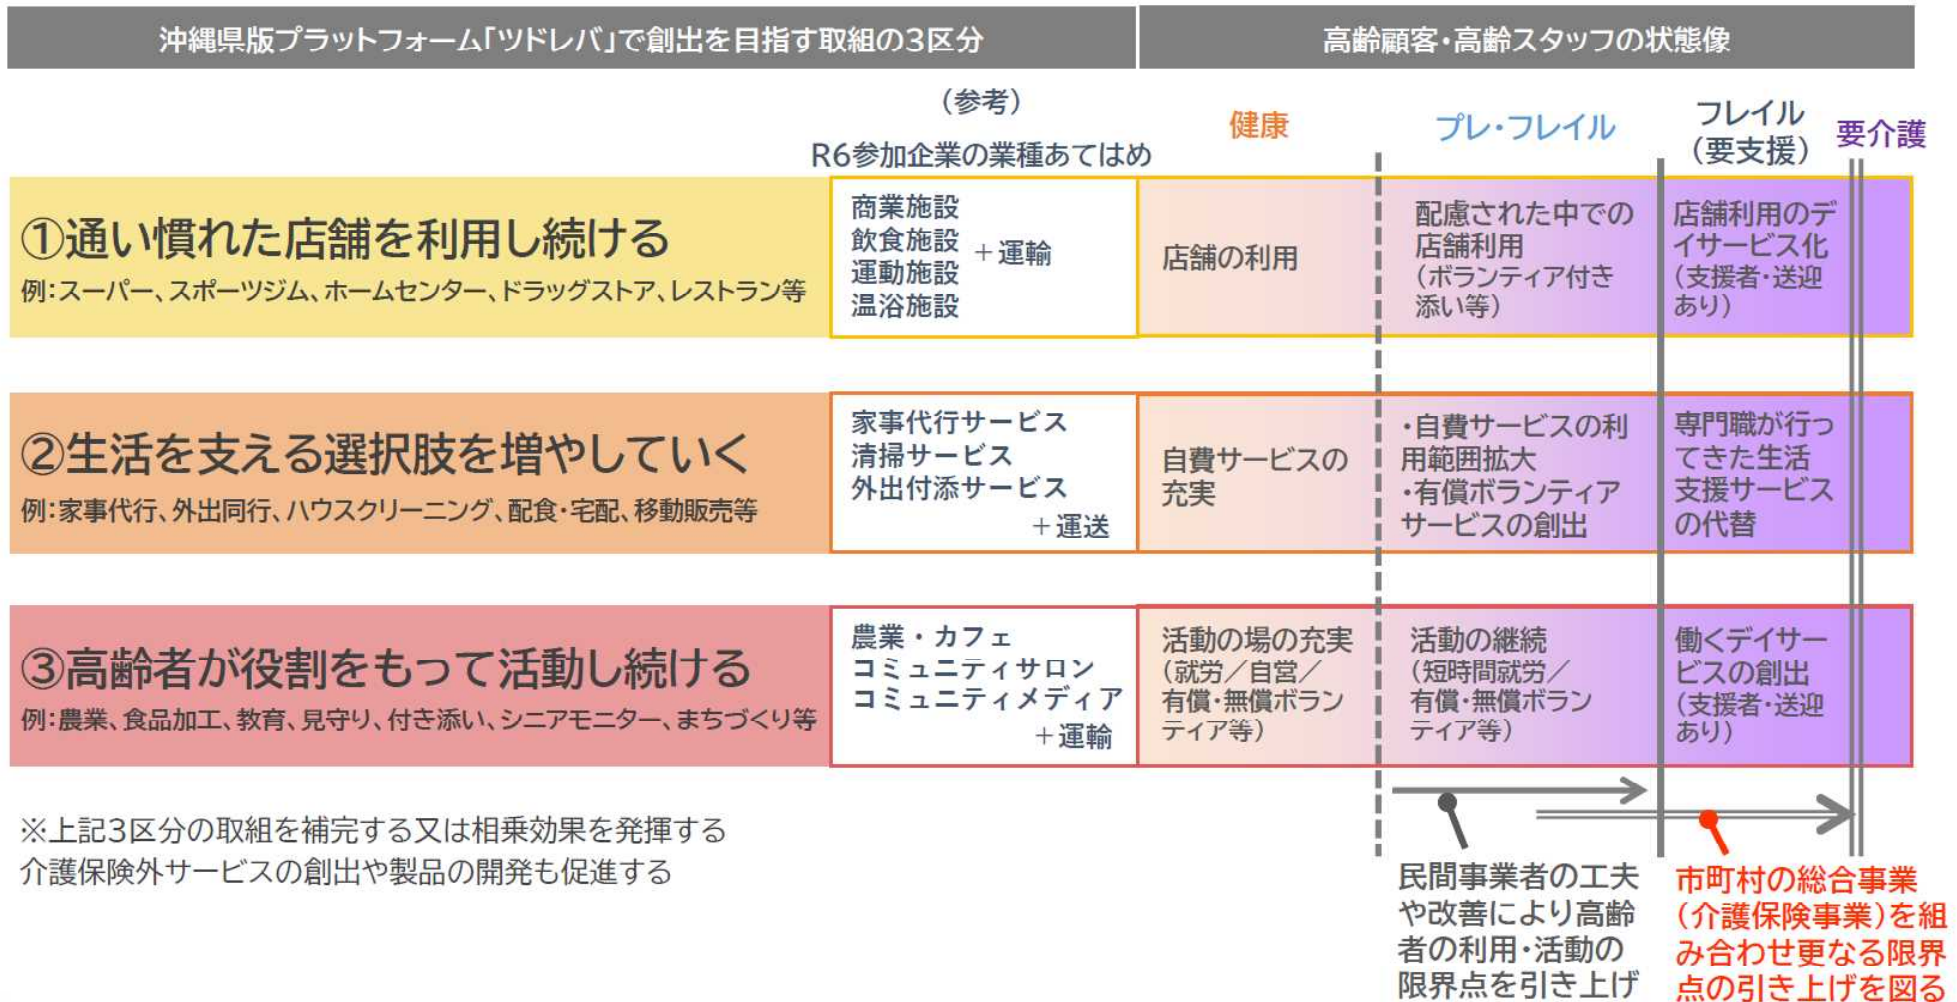 沖縄県版プラットフォーム「ツドレバ」で創出を目指す取組の3区分
高齢顧客・高齢スタッフの状態像
（参考）
R6参加企業の業種あてはめ
健康
プレ・フレイル
フレイル
（要支援）
要介護
①通い慣れた店舗を利用し続ける
例：スーパー、スポーツジム、ホームセンター、ドラッグストア、レストラン等
商業施設
飲食施設
運動施設
温浴施設
＋運輸
店舗の利用
配慮された中での
店舗利用
（ボランティア付き
添い等）
店舗利用のデ
イサービス化
（支援者・送迎
あり）
②生活を支える選択肢を増やしていく
例：家事代行、外出同行、ハウスクリーニング、配食・宅配、移動販売等
家事代行サービス
清掃サービス
外出付添サービス
＋運送
自費サービスの
充実
・自費サービスの利
用範囲拡大
・有償ボランティア
サービスの創出
専門職が行っ
てきた生活
支援サービス
の代替
③高齢者が役割をもって活動し続ける
例：農業、食品加工、教育、見守り、付き添い、シニアモニター、まちづくり等
農業・カフェ
コミュニティサロン
コミュニティメディア
＋運輸
活動の場の充実
（就労／自営／
有償・無償ボラン
ティア等）
活動の継続
（短時間就労／
有償・無償ボラン
ティア等）
働くデイサー
ビスの創出
（支援者・送迎
あり）
※上記3区分の取組を補完する又は相乗効果を発揮する
介護保険外サービスの創出や製品の開発も促進する
民間事業者の工夫
や改善により高齢
者の利用・活動の
限界点を引き上げ
市町村の総合事業
（介護保険事業）を組
み合わせ更なる限界
点の引き上げを図る